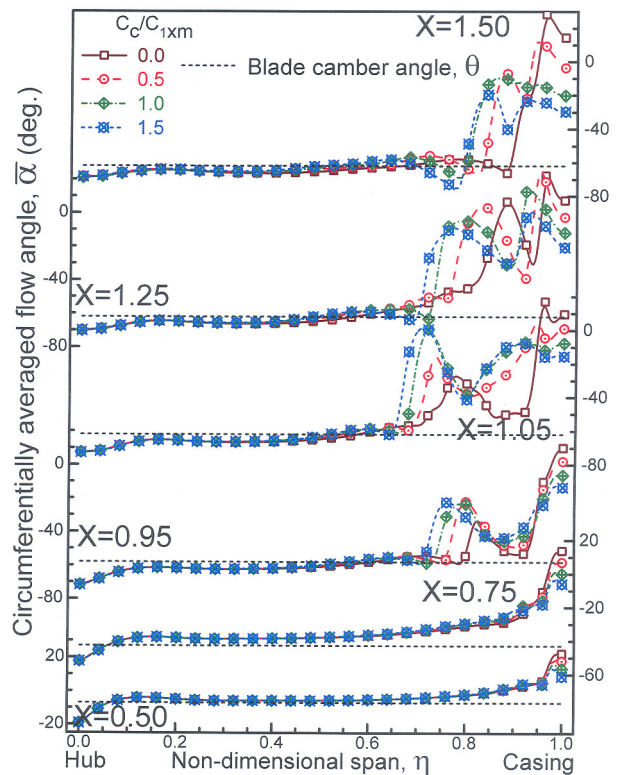 C_c/C_1xm
X=1.50
0.0
0.5
1.0
1.5
Blade camber angle, θ
0
-40
-80
0
-40
-80
X=1.25
0
-40
-80
X=1.05
0
-40
-80
X=0.95
20
-20
-60
X=0.75
20
-20
X=0.50
Circumferentially averaged flow angle, α̅ (deg.)
0.0
0.2
0.4
0.6
0.8
1.0
Hub
Non-dimensional span, η
Casing